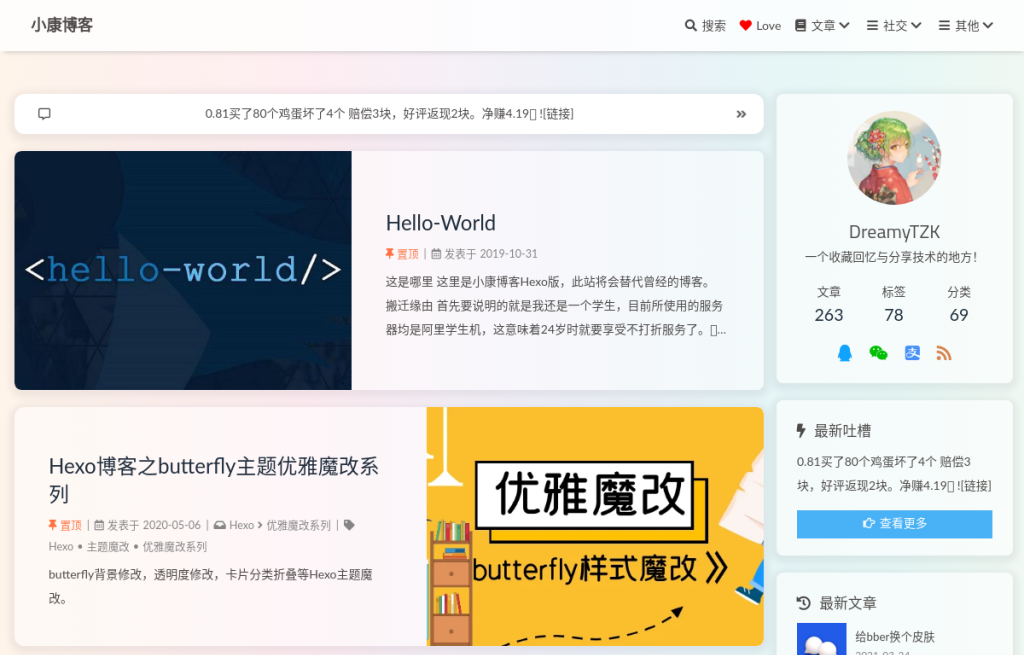 小康博客
搜索 Love 文章 社交 其他
0.81买了80个鸡蛋坏了4个 赔偿3块，好评返现2块。净赚4.19 ![链接]
<hello-world/>
Hello-World
置顶 | 发表于 2019-10-31
这是哪里 这里是小康博客Hexo版，此站将会替代曾经的博客。
搬迁缘由 首先要说明的就是我还是一个学生，目前所使用的服务
器均是阿里学生机，这意味着24岁时就要享受不打折服务了。...
Hexo博客之butterfly主题优雅魔改系
列
置顶 | 发表于 2020-05-06 | Hexo > 优雅魔改系列 |
Hexo • 主题魔改 • 优雅魔改系列
butterfly背景修改，透明度修改，卡片分类折叠等Hexo主题魔
改。
优雅魔改
butterfly样式魔改 》
DreamyTZK
一个收藏回忆与分享技术的地方！
文章 标签 分类
263 78 69
最新吐槽
0.81买了80个鸡蛋坏了4个 赔偿3
块，好评返现2块。净赚4.19 ![链接]
查看更多
最新文章
给bber换个皮肤
2021-03-24